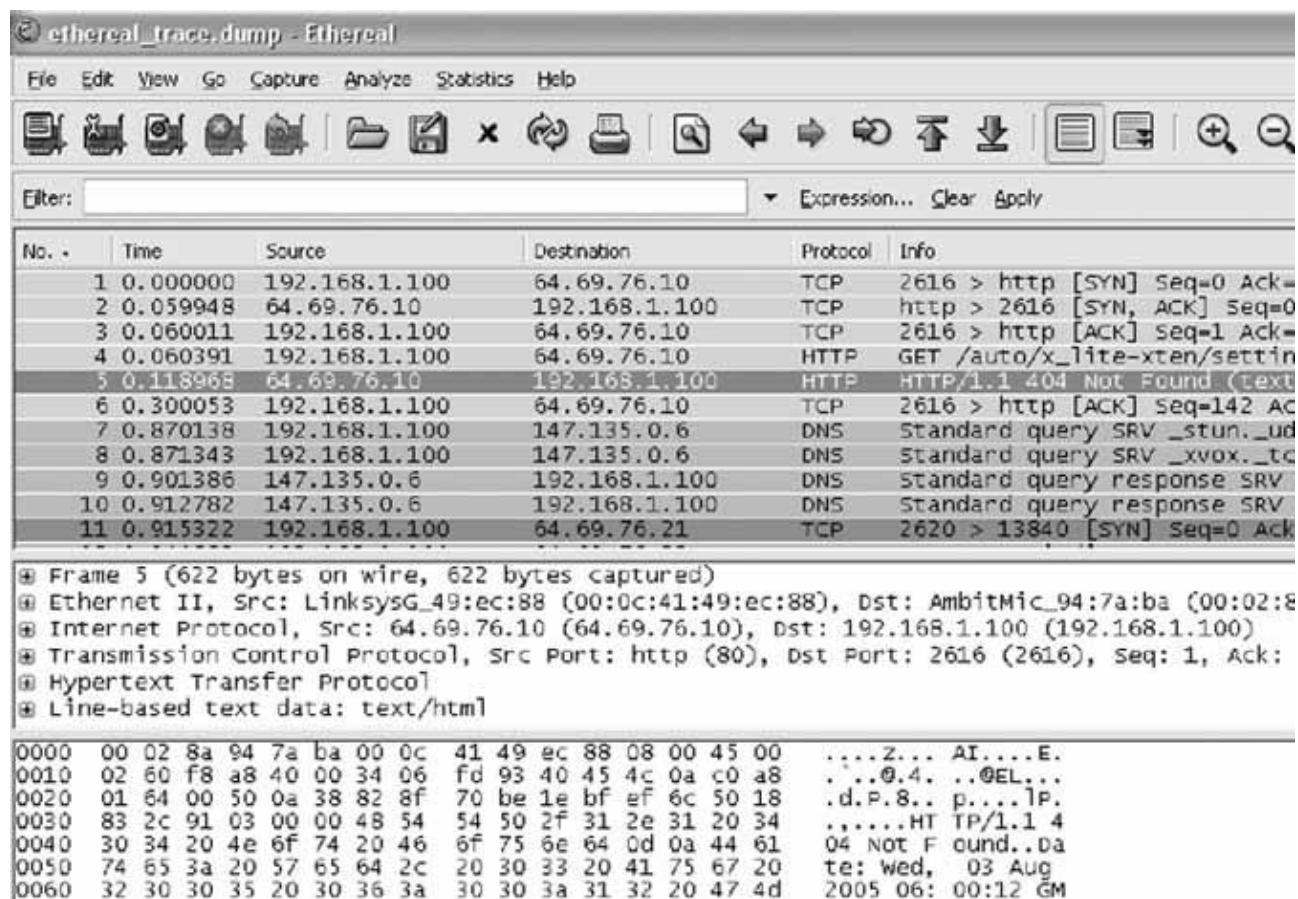 ethereal_trace.dump - Ethereal
File Edit View Go Capture Analyze Statistics Help
Filter: Expression... Clear Apply
No. Time Source Destination Protocol Info
1 0.000000 192.168.1.100 64.69.76.10 TCP 2616 > http [SYN] Seq=0 Ack=
2 0.059948 64.69.76.10 192.168.1.100 TCP http > 2616 [SYN, ACK] Seq=0
3 0.060011 192.168.1.100 64.69.76.10 TCP 2616 > http [ACK] Seq=1 Ack=
4 0.060391 192.168.1.100 64.69.76.10 HTTP GET /auto/x_lite-xten/settin
5 0.118968 64.69.76.10 192.168.1.100 HTTP HTTP/1.1 404 Not Found (text
6 0.300053 192.168.1.100 64.69.76.10 TCP 2616 > http [ACK] Seq=142 Ac
7 0.870138 192.168.1.100 147.135.0.6 DNS Standard query SRV _stun._ud
8 0.871343 192.168.1.100 147.135.0.6 DNS Standard query SRV _xvox._tc
9 0.901386 147.135.0.6 192.168.1.100 DNS Standard query response SRV
10 0.912782 147.135.0.6 192.168.1.100 DNS Standard query response SRV
11 0.915322 192.168.1.100 64.69.76.21 TCP 2620 > 13840 [SYN] Seq=0 Ack
Frame 5 (622 bytes on wire, 622 bytes captured)
Ethernet II, Src: LinksysG_49:ec:88 (00:0c:41:49:ec:88), Dst: AmbitMic_94:7a:ba (00:02:8
Internet Protocol, Src: 64.69.76.10 (64.69.76.10), Dst: 192.168.1.100 (192.168.1.100)
Transmission Control Protocol, Src Port: http (80), Dst Port: 2616 (2616), Seq: 1, Ack:
Hypertext Transfer Protocol
Line-based text data: text/html
0000 00 02 8a 94 7a ba 00 0c 41 49 ec 88 08 00 45 00 ....z... AI....E.
0010 02 60 f8 a8 40 00 34 06 fd 93 40 45 4c 0a c0 a8 .`..@.4. ..@EL...
0020 01 64 00 50 0a 38 82 8f 70 be 1e bf ef 6c 50 18 .d.P.8.. p....lP.
0030 83 2c 91 03 00 00 48 54 54 50 2f 31 2e 31 20 34 .,....HT TP/1.1 4
0040 30 34 20 4e 6f 74 20 46 6f 75 6e 64 0d 0a 44 61 04 Not F ound..Da
0050 74 65 3a 20 57 65 64 2c 20 30 33 20 41 75 67 20 te: Wed, 03 Aug
0060 32 30 30 35 20 30 36 3a 30 30 3a 31 32 20 47 4d 2005 06: 00:12 GM